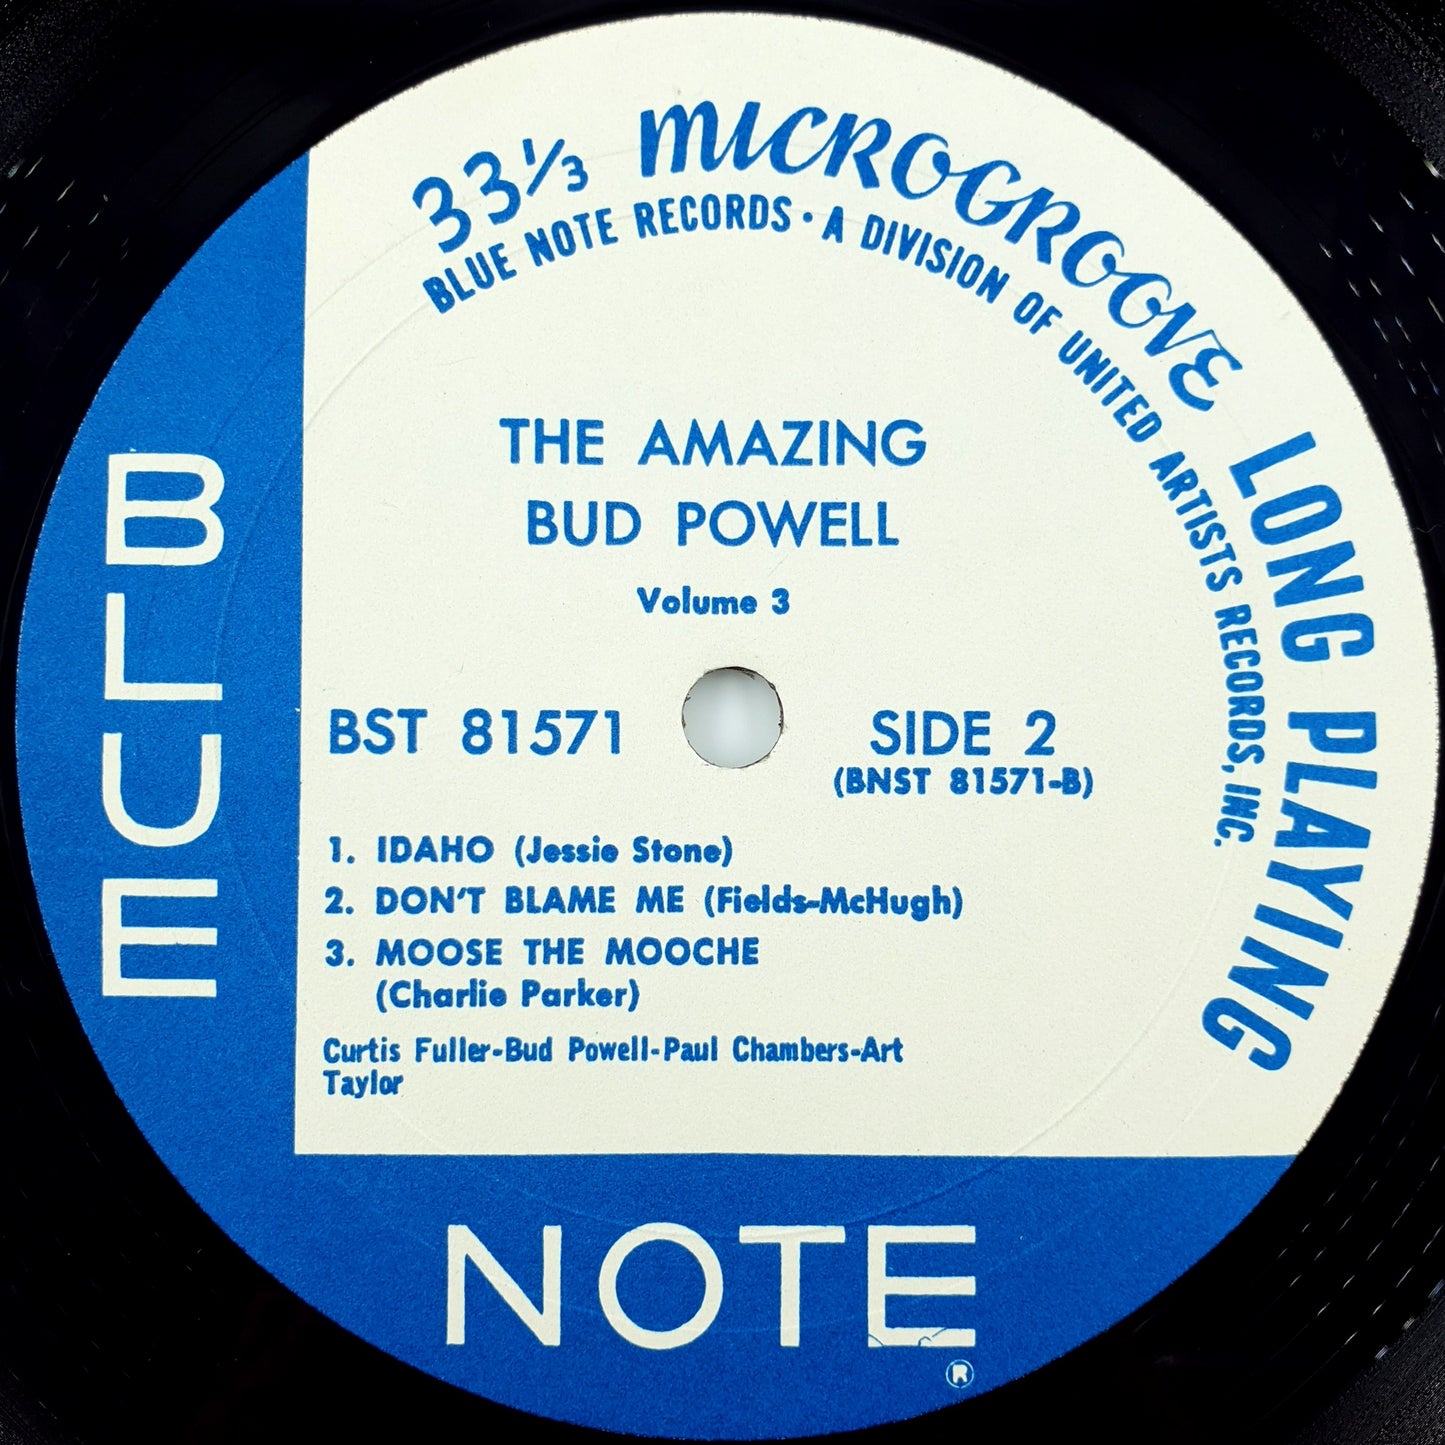 33⅓ MICROGROOVE LONG PLAYING
BLUE NOTE RECORDS • A DIVISION OF UNITED ARTISTS RECORDS, INC.
THE AMAZING
BUD POWELL
Volume 3
BST 81571
SIDE 2
(BNST 81571-B)
1. IDAHO (Jessie Stone)
2. DON'T BLAME ME (Fields-McHugh)
3. MOOSE THE MOOCHE
(Charlie Parker)
Curtis Fuller-Bud Powell-Paul Chambers-Art
Taylor
BLUE
NOTE
®